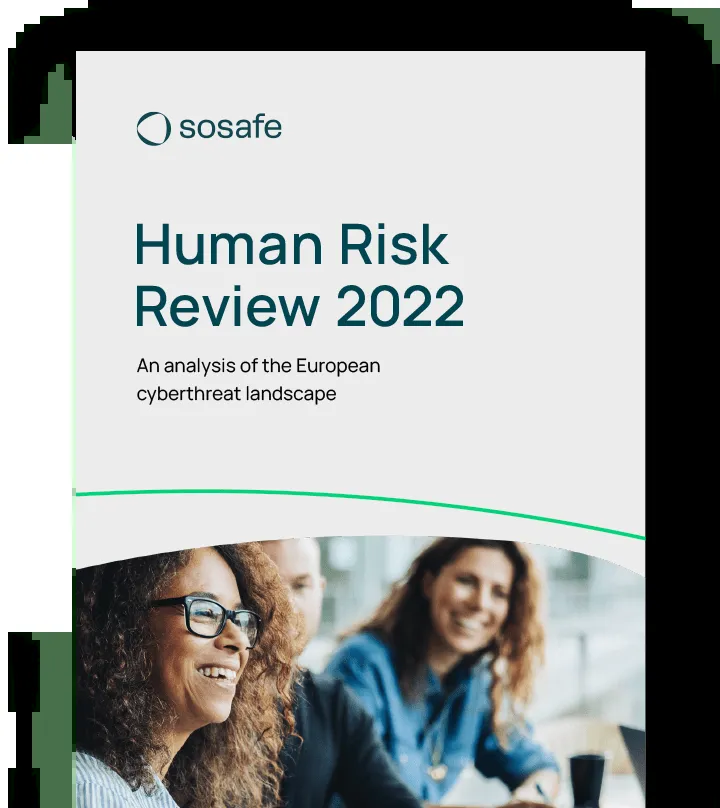 sosafe
Human Risk
Review 2022
An analysis of the European
cyberthreat landscape